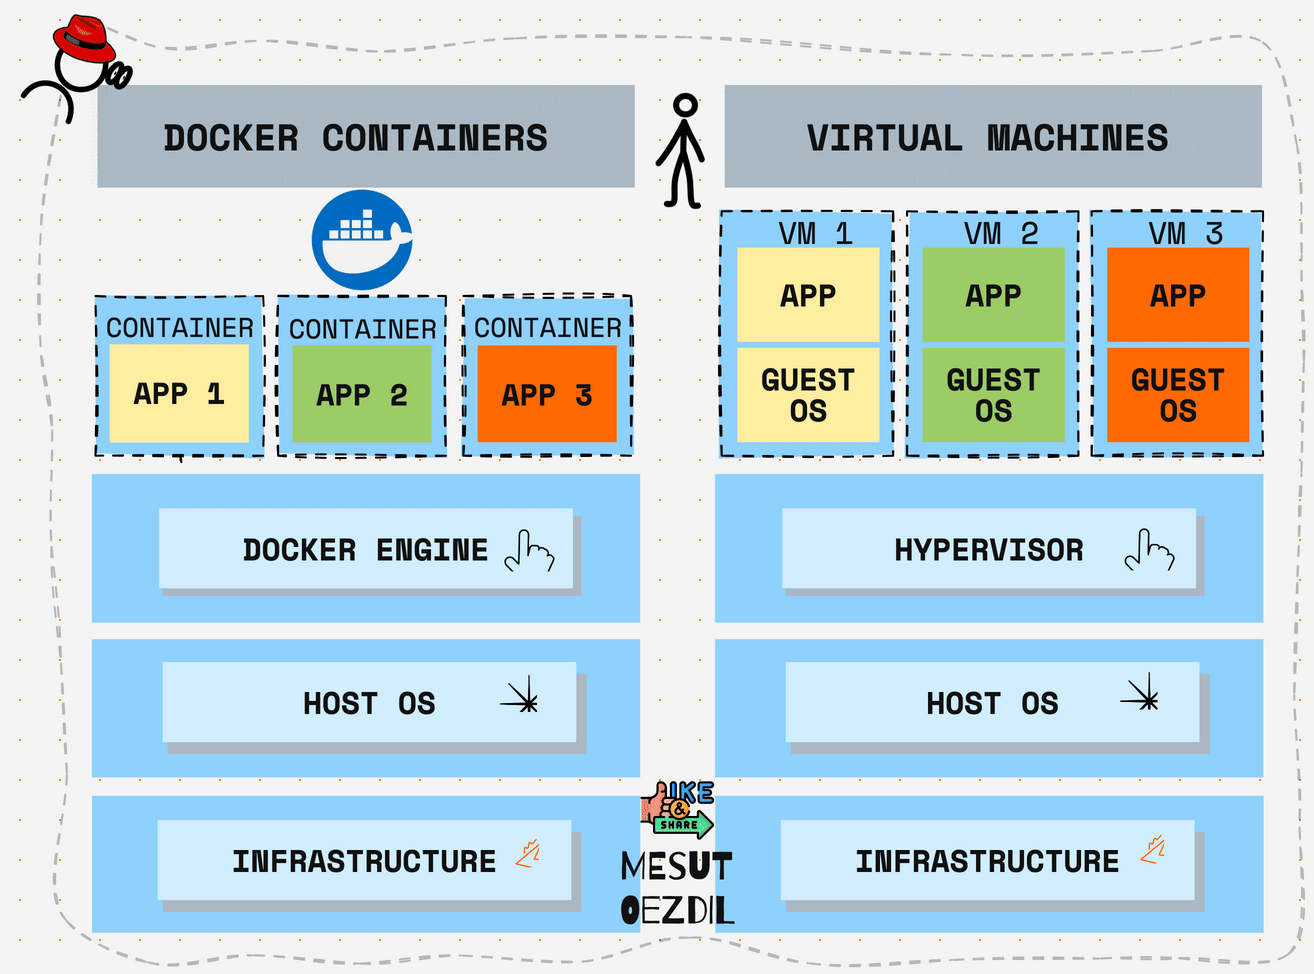 DOCKER CONTAINERS
CONTAINER
APP 1
CONTAINER
APP 2
CONTAINER
APP 3
DOCKER ENGINE
HOST OS
INFRASTRUCTURE
VIRTUAL MACHINES
VM 1
APP
GUEST
OS
VM 2
APP
GUEST
OS
VM 3
APP
GUEST
OS
HYPERVISOR
HOST OS
INFRASTRUCTURE
LIKE
&
SHARE
MESUT
OEZDIL